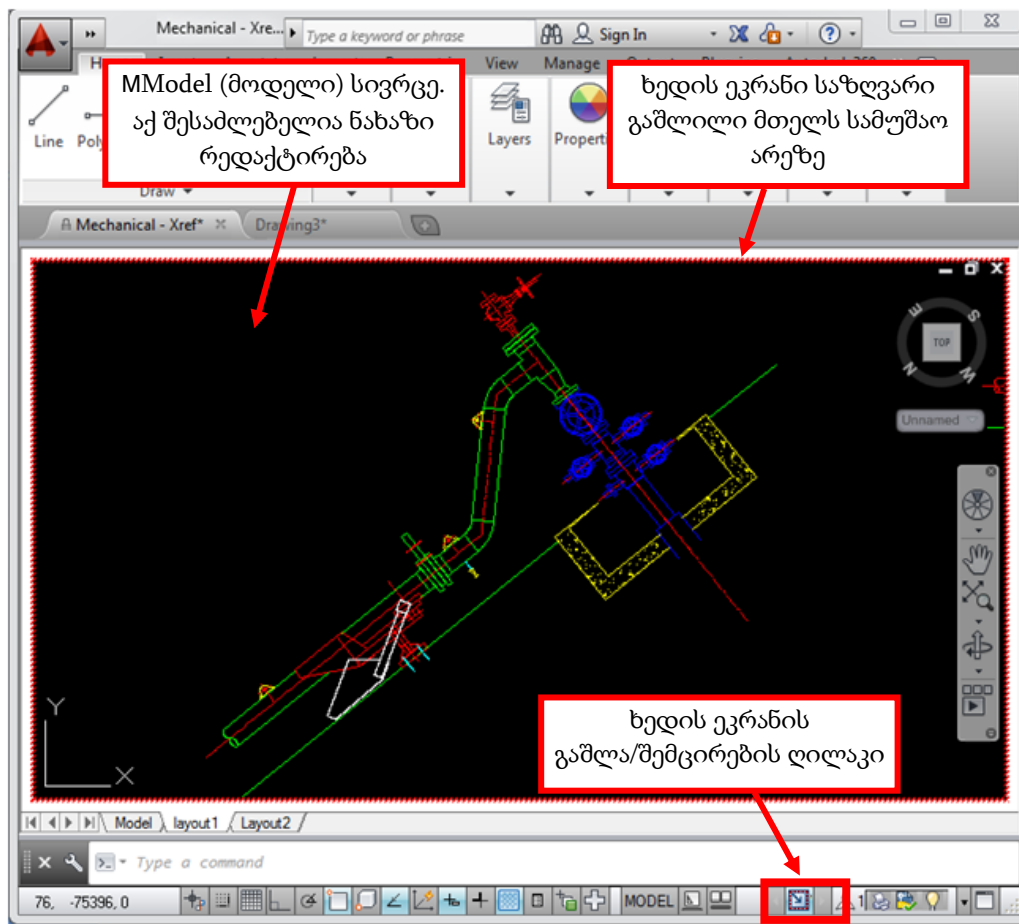 Mechanical - Xre...
Type a keyword or phrase
Sign In
View Manage
MModel (მოდელი) სივრცე.
აქ შესაძლებელია ნახაზი
რედაქტირება
ხედის ეკრანი საზღვარი
გაშლილი მთელს სამუშაო
არეზე
Line
Layers
Draw
Mechanical - Xref*
Drawing3*
TOP
E
S
N
W
Unnamed
Y
X
ხედის ეკრანის
გაშლა/შემცირების ღილაკი
Model layout1 Layout2
Type a command
76, -75396, 0
MODEL